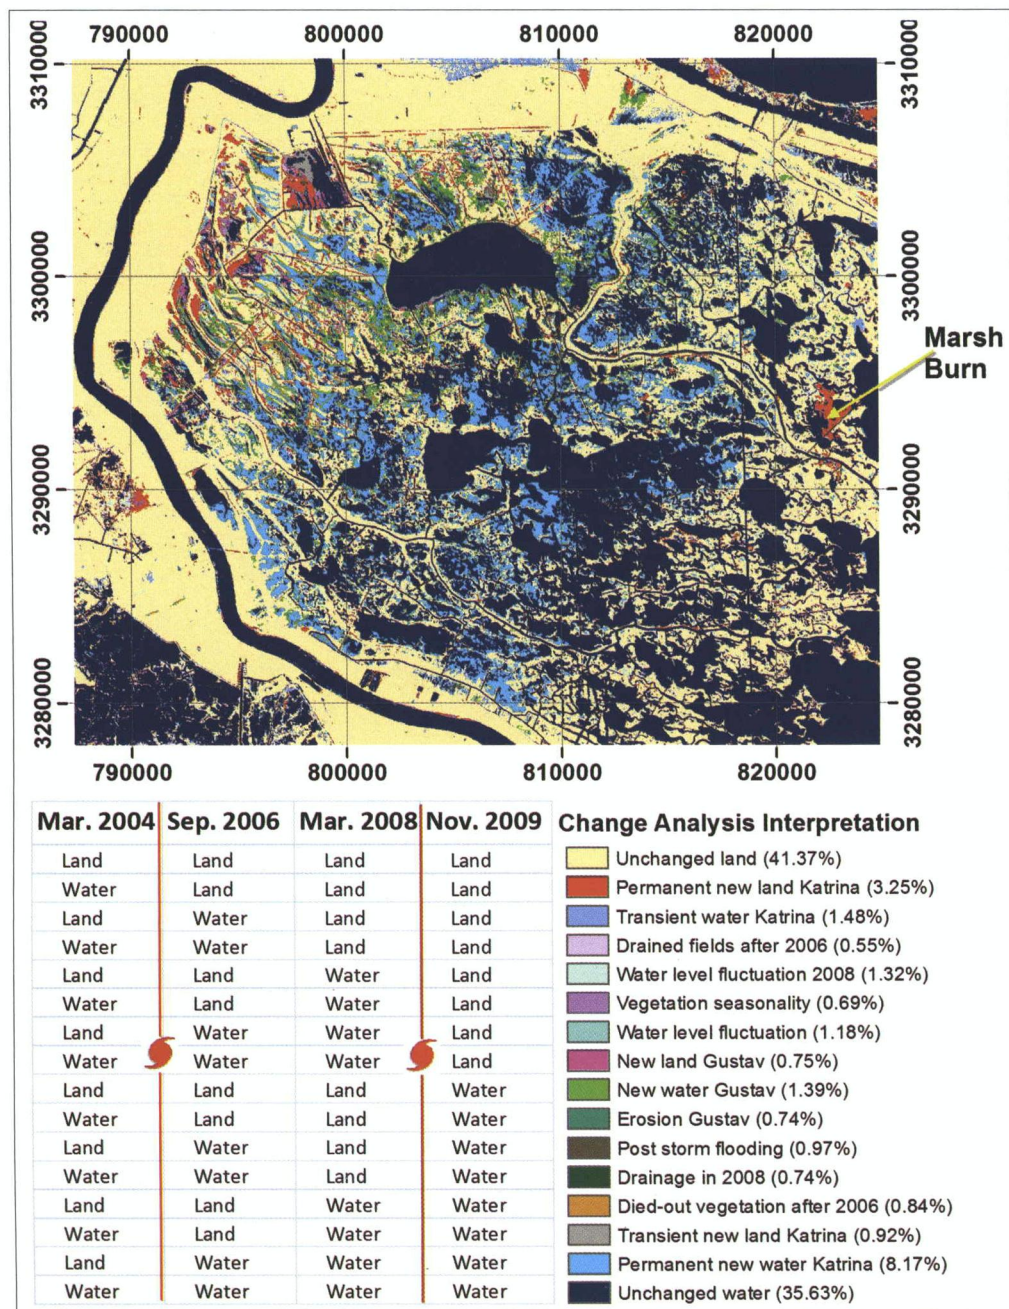 790000 800000 810000 820000
3310000 3310000
3300000 3300000
Marsh
Burn
3290000 3290000
3280000 3280000
790000 800000 810000 820000
Mar. 2004 Sep. 2006 Mar. 2008 Nov. 2009 Change Analysis Interpretation
Land Land Land Land Unchanged land (41.37%)
Water Land Land Land Permanent new land Katrina (3.25%)
Land Water Land Land Transient water Katrina (1.48%)
Water Water Land Land Drained fields after 2006 (0.55%)
Land Land Water Land Water level fluctuation 2008 (1.32%)
Water Land Water Land Vegetation seasonality (0.69%)
Land Water Water Land Water level fluctuation (1.18%)
Water Water Water Land New land Gustav (0.75%)
Land Land Land Water New water Gustav (1.39%)
Water Land Land Water Erosion Gustav (0.74%)
Land Water Land Water Post storm flooding (0.97%)
Water Water Land Water Drainage in 2008 (0.74%)
Land Land Water Water Died-out vegetation after 2006 (0.84%)
Water Land Water Water Transient new land Katrina (0.92%)
Land Water Water Water Permanent new water Katrina (8.17%)
Water Water Water Water Unchanged water (35.63%)